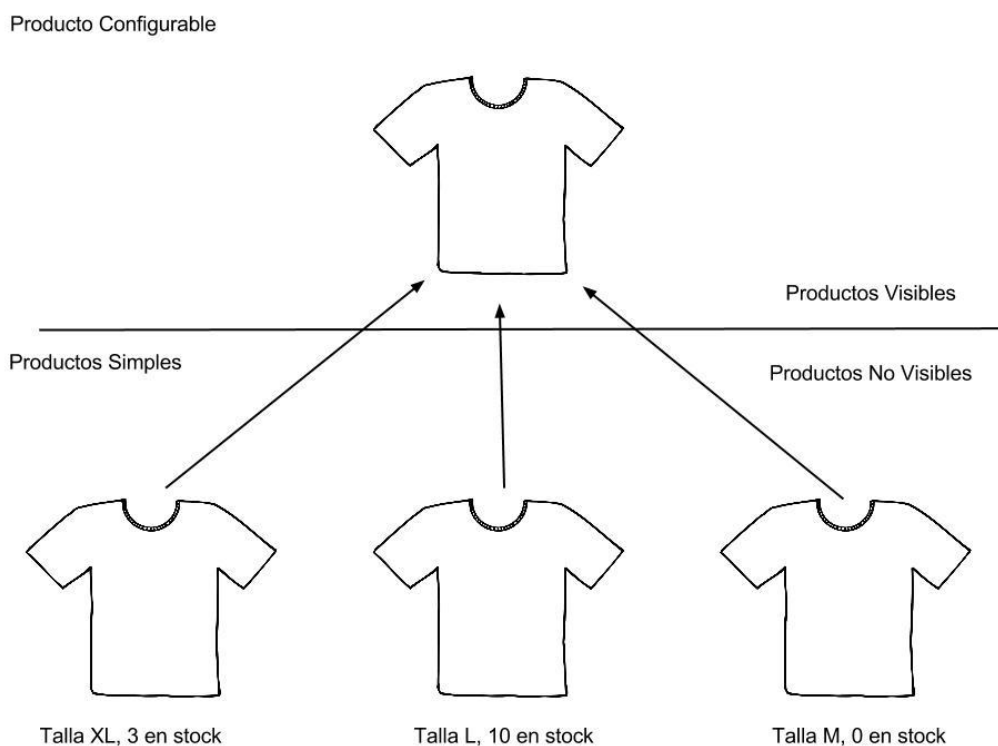 Producto Configurable
Productos Visibles
Productos Simples
Productos No Visibles
Talla XL, 3 en stock
Talla L, 10 en stock
Talla M, 0 en stock